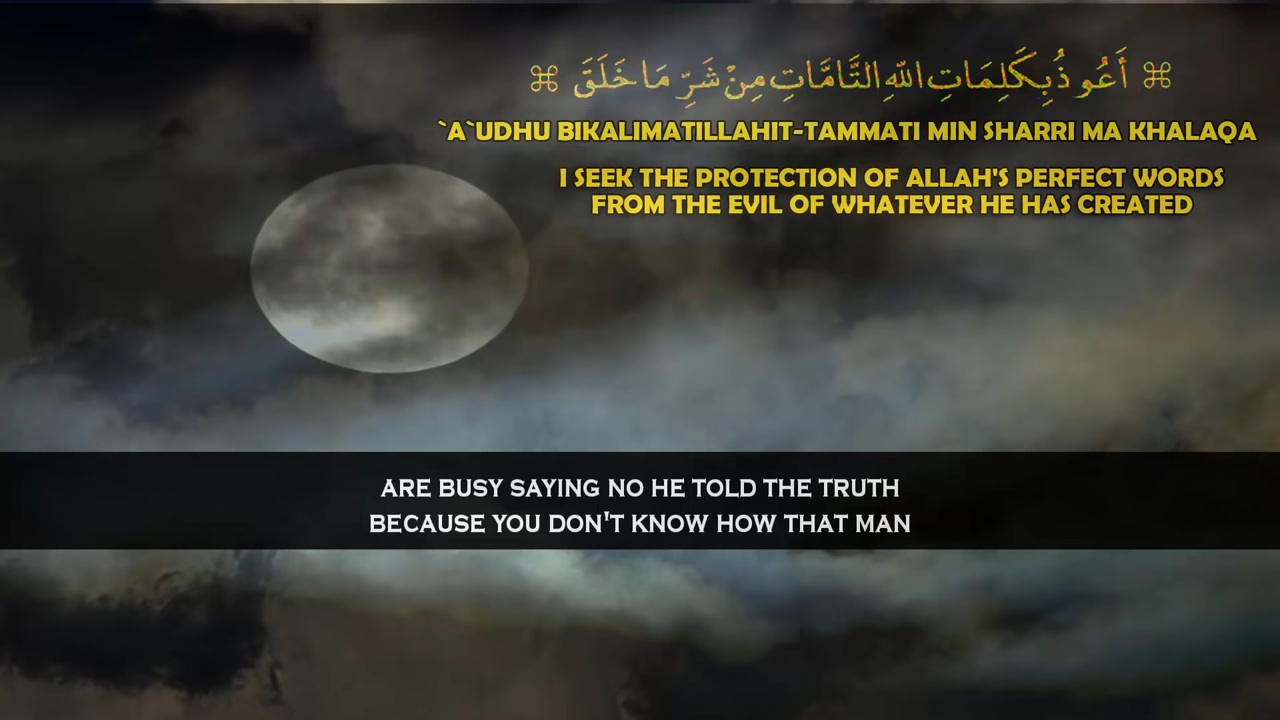 ⌘ أَعُوذُ بِكَلِمَاتِ اللّٰهِ التَّامَّاتِ مِنْ شَرِّ مَا خَلَقَ ⌘
`A`UDHU BIKALIMATILLAHIT-TAMMATI MIN SHARRI MA KHALAQA
I SEEK THE PROTECTION OF ALLAH'S PERFECT WORDS
FROM THE EVIL OF WHATEVER HE HAS CREATED
ARE BUSY SAYING NO HE TOLD THE TRUTH
BECAUSE YOU DON'T KNOW HOW THAT MAN